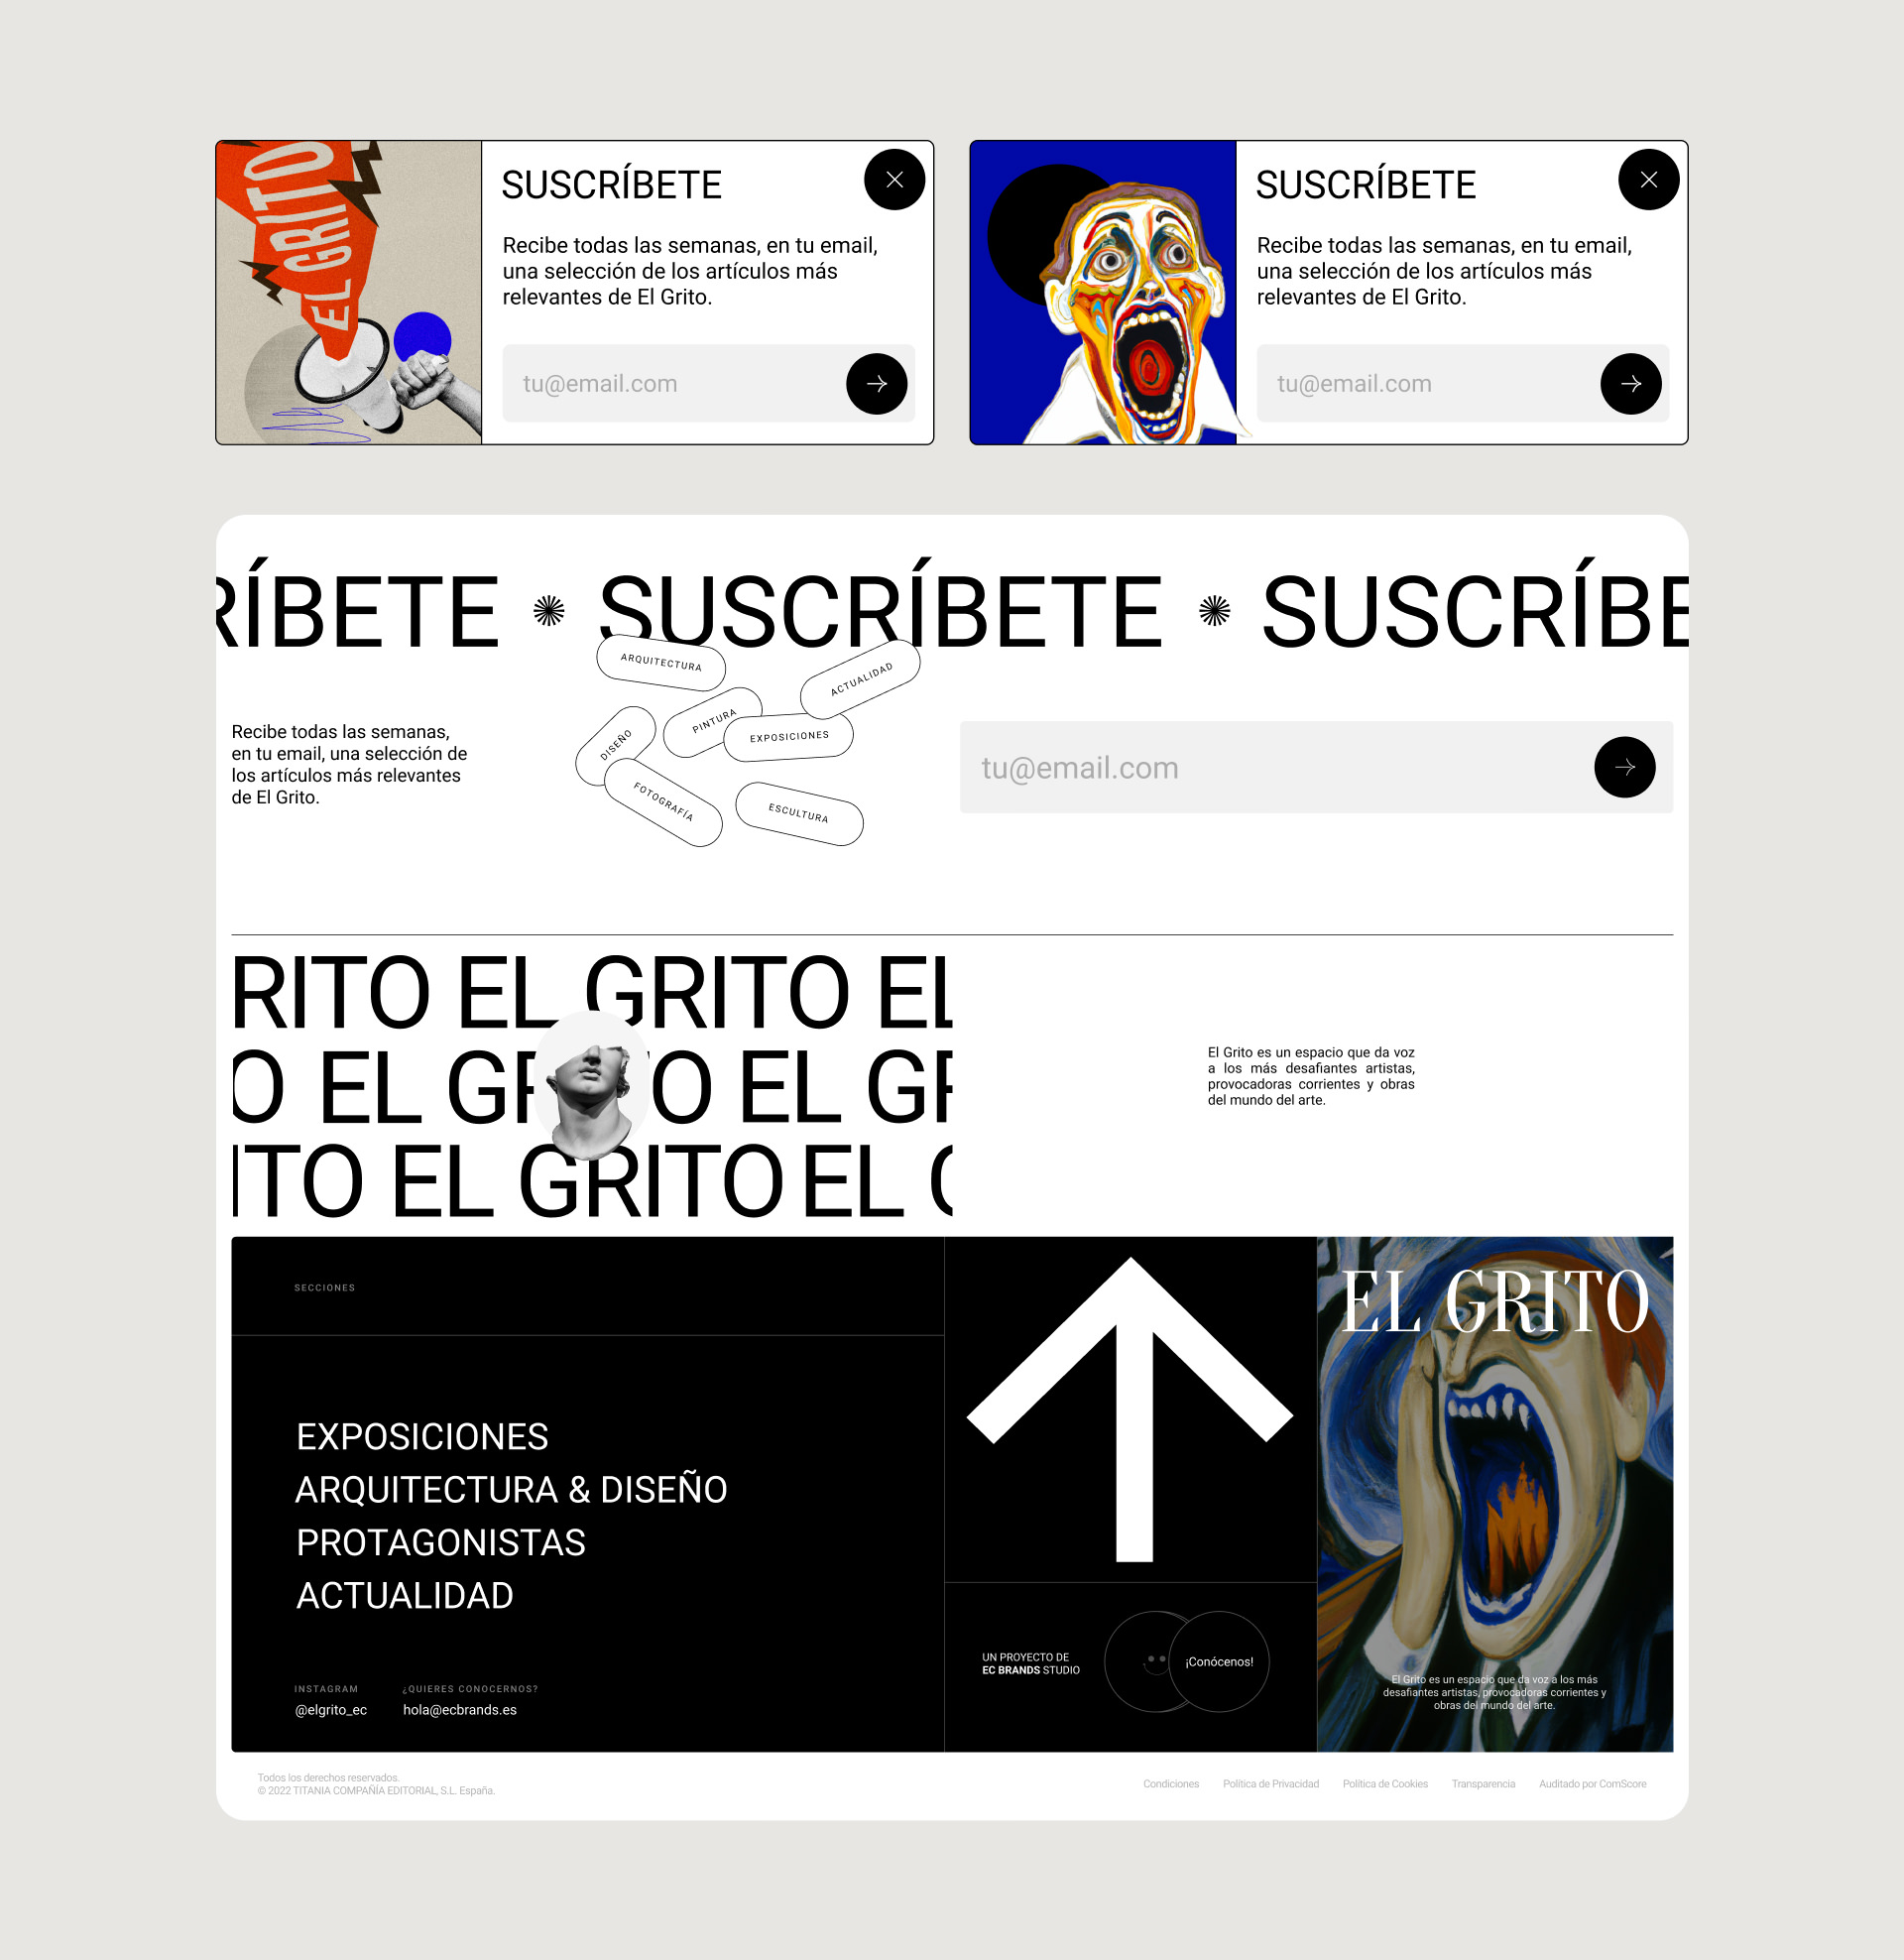 EL GRITO
SUSCRÍBETE
Recibe todas las semanas, en tu email,
una selección de los artículos más
relevantes de El Grito.
tu@email.com
SUSCRÍBETE
Recibe todas las semanas, en tu email,
una selección de los artículos más
relevantes de El Grito.
tu@email.com
RÍBETE SUSCRÍBETE SUSCRÍBE
Recibe todas las semanas,
en tu email, una selección de
los artículos más relevantes
de El Grito.
ARQUITECTURA
ACTUALIDAD
PINTURA
DISEÑO
EXPOSICIONES
FOTOGRAFÍA
ESCULTURA
tu@email.com
RITO EL GRITO EL
O EL GR O EL GR
ITO EL GRITO EL G
El Grito es un espacio que da voz
a los más desafiantes artistas,
provocadoras corrientes y obras
del mundo del arte.
SECCIONES
EXPOSICIONES
ARQUITECTURA & DISEÑO
PROTAGONISTAS
ACTUALIDAD
INSTAGRAM
@elgrito_ec
¿QUIERES CONOCERNOS?
hola@ecbrands.es
UN PROYECTO DE
EC BRANDS STUDIO
¡Conócenos!
EL GRITO
El Grito es un espacio que da voz a los más
desafiantes artistas, provocadoras corrientes y
obras del mundo del arte.
Todos los derechos reservados.
© 2022 TITANIA COMPAÑÍA EDITORIAL, S.L. España.
Condiciones Política de Privacidad Política de Cookies Transparencia Auditado por ComScore